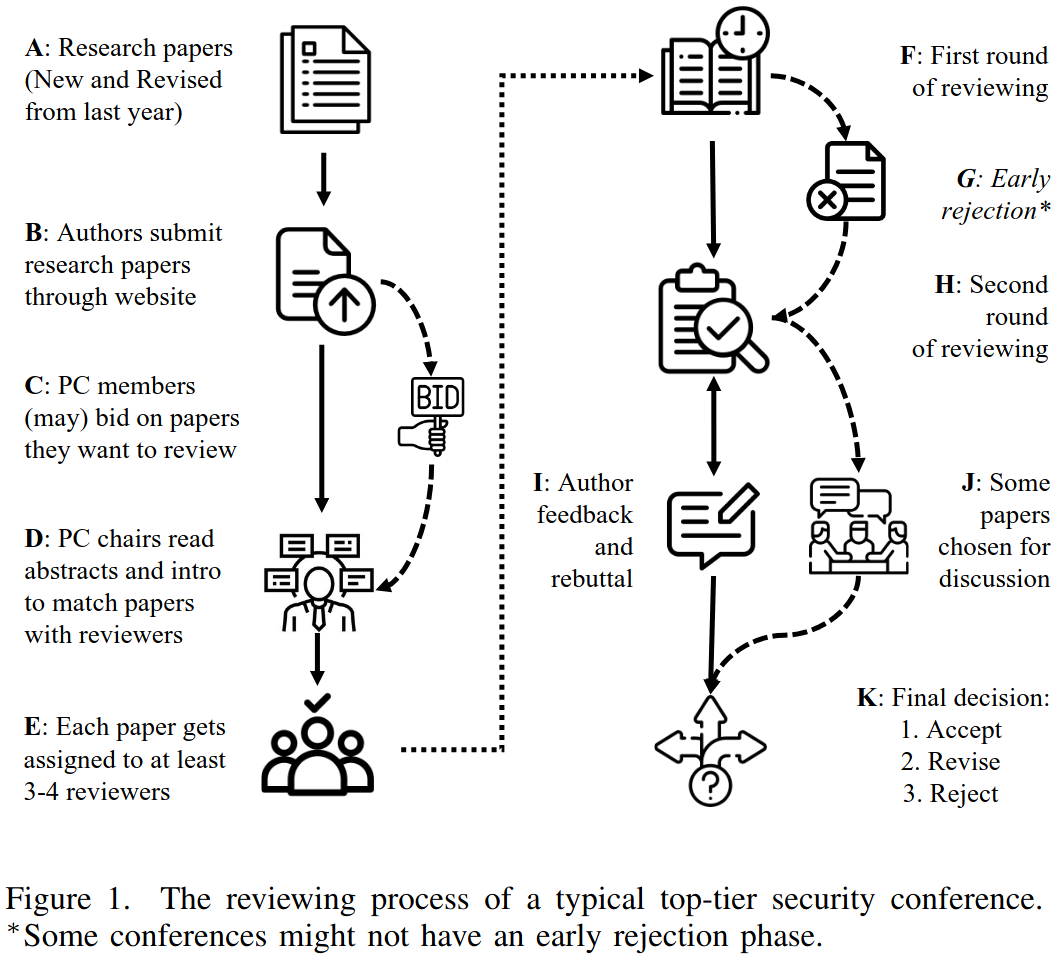 A: Research papers
(New and Revised
from last year)
B: Authors submit
research papers
through website
C: PC members
(may) bid on papers
they want to review
BID
D: PC chairs read
abstracts and intro
to match papers
with reviewers
E: Each paper gets
assigned to at least
3-4 reviewers
F: First round
of reviewing
G: Early
rejection*
H: Second
round
of reviewing
I: Author
feedback
and
rebuttal
J: Some
papers
chosen for
discussion
K: Final decision:
1. Accept
2. Revise
3. Reject
?
Figure 1. The reviewing process of a typical top-tier security conference.
*Some conferences might not have an early rejection phase.